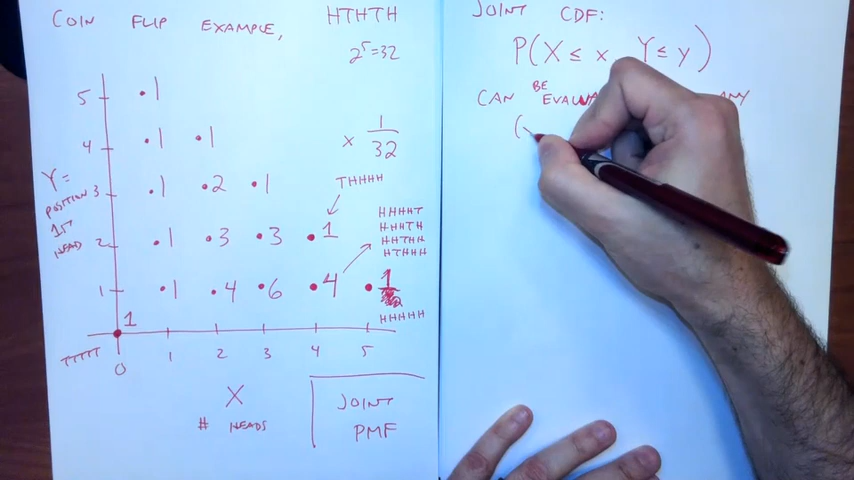 COIN FLIP EXAMPLE, HTHTH
2^5=32
5 1
4 1 1
x 1/32
Y=
POSITION
1ST
HEAD
3 1 2 1
THHHH
2 1 3 3 1
HHHHT
HHHTH
HHTHH
HTHHH
1 1 4 6 4 1
HHHHH
1
TTTTT
0 1 2 3 4 5
X
# HEADS
JOINT
PMF
JOINT CDF:
P(X ≤ x Y ≤ y)
CAN BE ANY
(